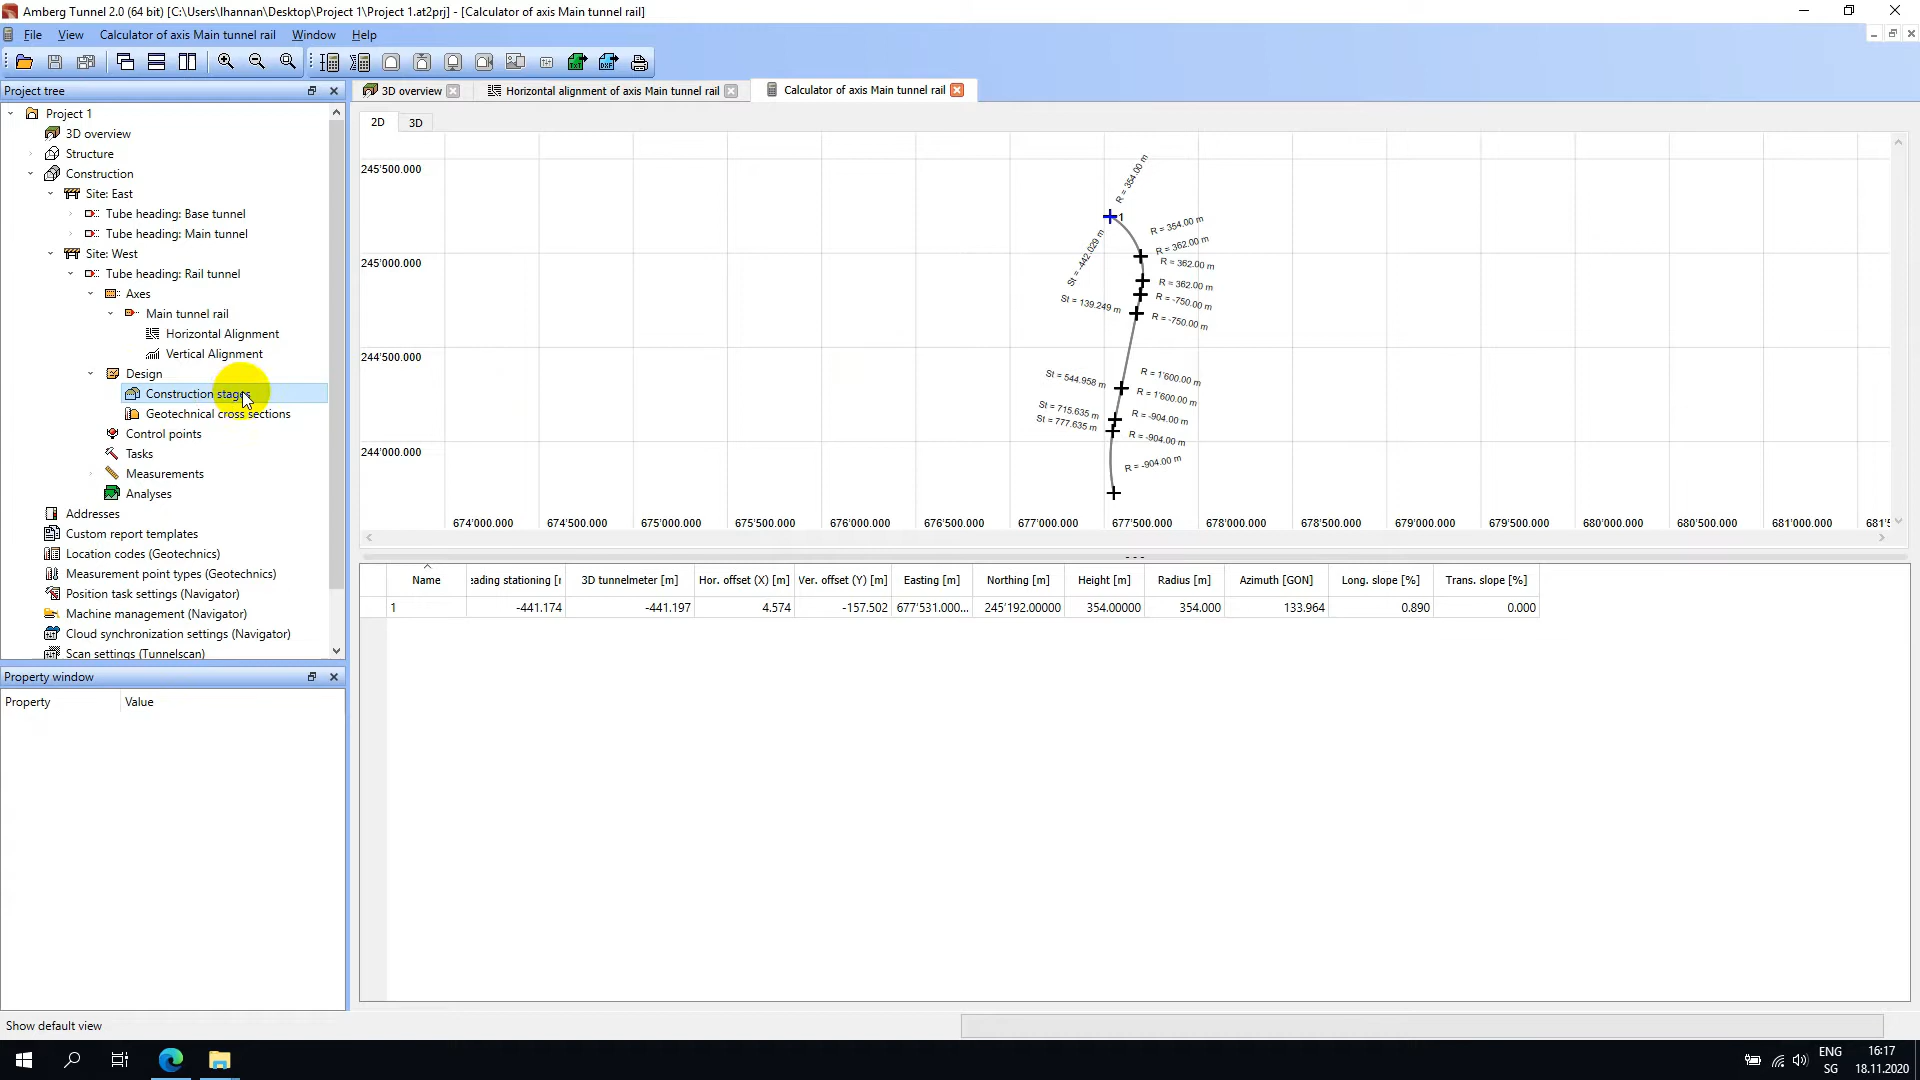 Amberg Tunnel 2.0 (64 bit) [C:\Users\lhannan\Desktop\Project 1\Project 1.at2prj] - [Calculator of axis Main tunnel rail]
File View Calculator of axis Main tunnel rail Window Help
Project tree
Project 1
3D overview
Structure
Construction
Site: East
Tube heading: Base tunnel
Tube heading: Main tunnel
Site: West
Tube heading: Rail tunnel
Axes
Main tunnel rail
Horizontal Alignment
Vertical Alignment
Design
Construction stages
Geotechnical cross sections
Control points
Tasks
Measurements
Analyses
Addresses
Custom report templates
Location codes (Geotechnics)
Measurement point types (Geotechnics)
Position task settings (Navigator)
Machine management (Navigator)
Cloud synchronization settings (Navigator)
Scan settings (Tunnelscan)
Property window
Property Value
3D overview Horizontal alignment of axis Main tunnel rail Calculator of axis Main tunnel rail
2D 3D
245'500.000
245'000.000
244'500.000
244'000.000
R = 354.00 m
1
St = -442.029 m
R = 354.00 m
R = 362.00 m
R = 362.00 m
R = 362.00 m
St = 139.249 m
R = -750.00 m
R = -750.00 m
St = 544.958 m
R = 1'600.00 m
R = 1'600.00 m
St = 715.635 m
R = -904.00 m
St = 777.635 m
R = -904.00 m
R = -904.00 m
674'000.000 674'500.000 675'000.000 675'500.000 676'000.000 676'500.000 677'000.000 677'500.000 678'000.000 678'500.000 679'000.000 679'500.000 680'000.000 680'500.000 681'000.000 681'5
Name eading stationing [m 3D tunnelmeter [m] Hor. offset (X) [m] Ver. offset (Y) [m] Easting [m] Northing [m] Height [m] Radius [m] Azimuth [GON] Long. slope [%] Trans. slope [%]
1 -441.174 -441.197 4.574 -157.502 677'531.000... 245'192.00000 354.00000 354.000 133.964 0.890 0.000
Show default view
ENG
SG
16:17
18.11.2020